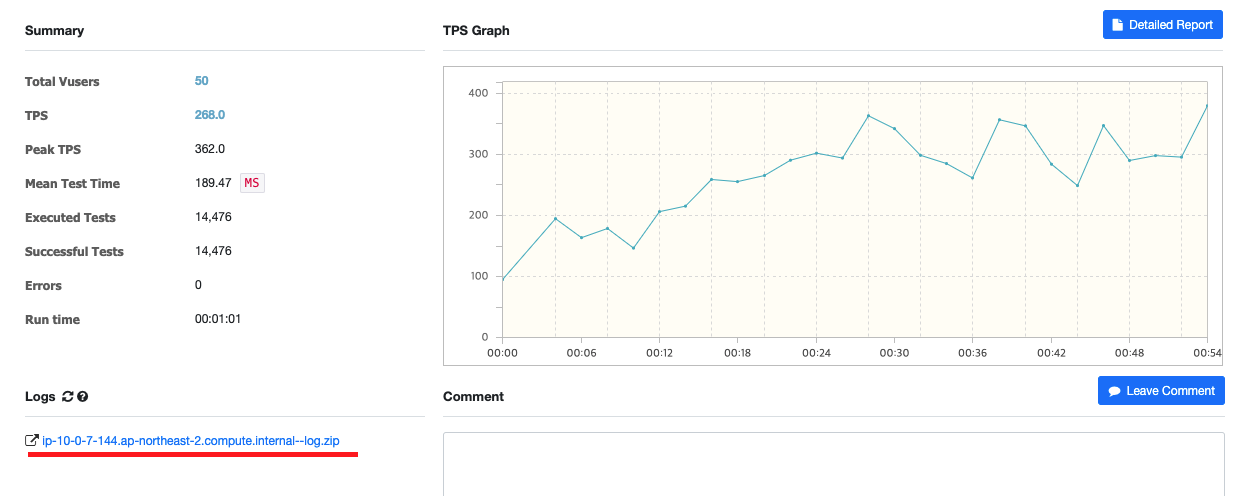 Summary
Total Vusers 50
TPS 268.0
Peak TPS 362.0
Mean Test Time 189.47 MS
Executed Tests 14,476
Successful Tests 14,476
Errors 0
Run time 00:01:01
TPS Graph
Detailed Report
400
300
200
100
0
00:00 00:06 00:12 00:18 00:24 00:30 00:36 00:42 00:48 00:54
Logs
ip-10-0-7-144.ap-northeast-2.compute.internal--log.zip
Comment
Leave Comment